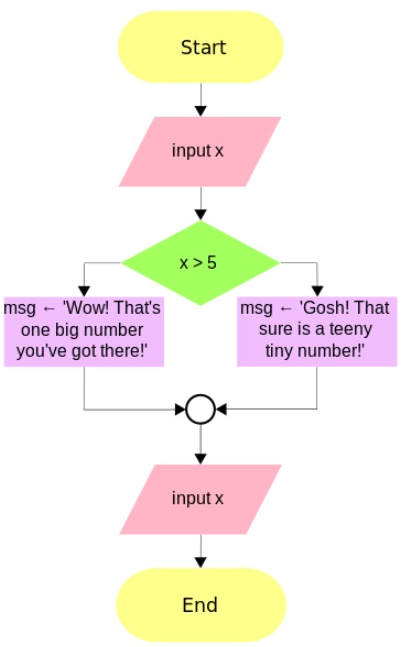 Start
input x
x > 5
msg ← 'Wow! That's
one big number
you've got there!'
msg ← 'Gosh! That
sure is a teeny
tiny number!'
input x
End